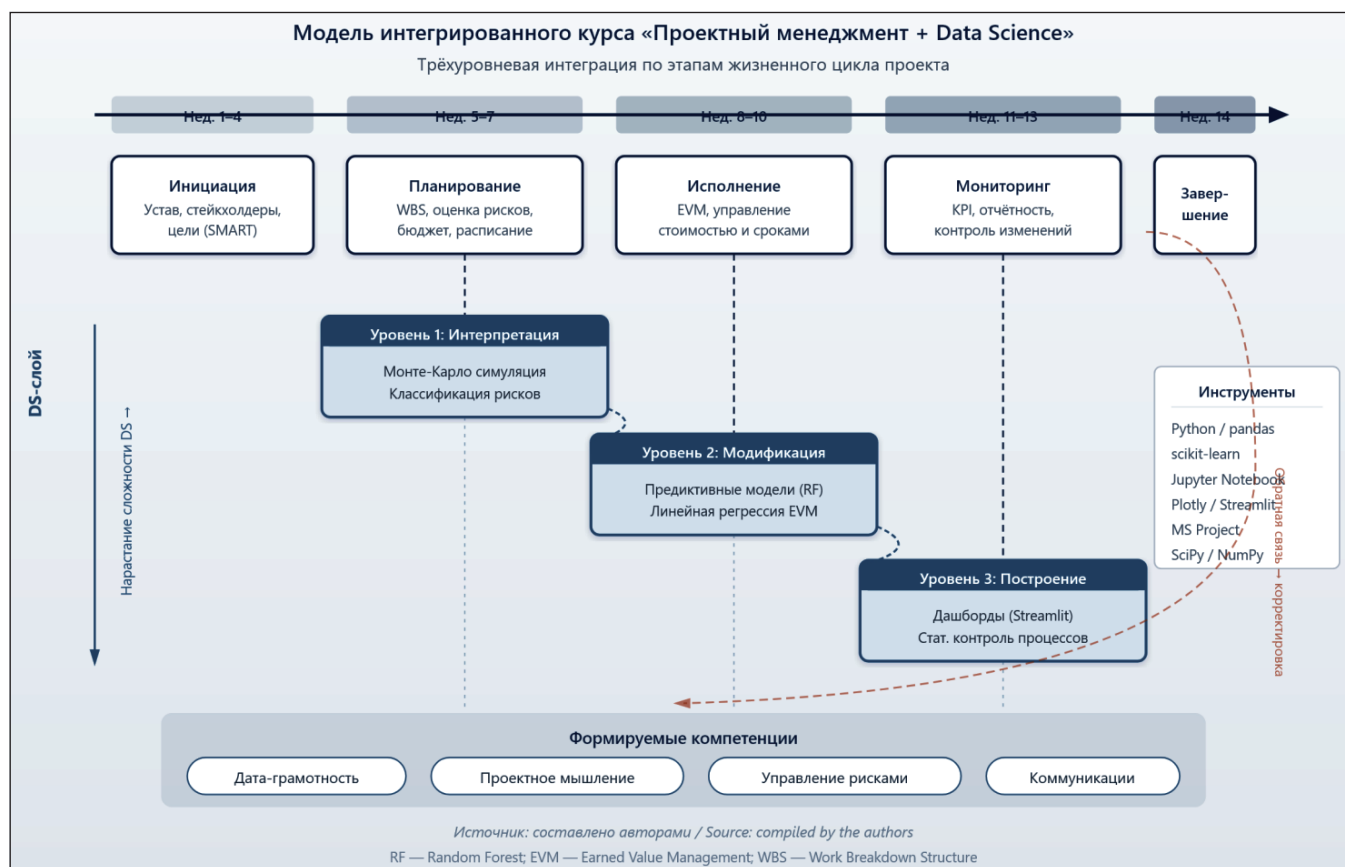 Модель интегрированного курса «Проектный менеджмент + Data Science»
Трёхуровневая интеграция по этапам жизненного цикла проекта
Нед. 1–4
Нед. 5–7
Нед. 8–10
Нед. 11–13
Нед. 14
Инициация
Устав, стейкхолдеры,
цели (SMART)
Планирование
WBS, оценка рисков,
бюджет, расписание
Исполнение
EVM, управление
стоимостью и сроками
Мониторинг
KPI, отчётность,
контроль изменений
Завер-
шение
DS-слой
Нарастание сложности DS →
Уровень 1: Интерпретация
Монте-Карло симуляция
Классификация рисков
Уровень 2: Модификация
Предиктивные модели (RF)
Линейная регрессия EVM
Уровень 3: Построение
Дашборды (Streamlit)
Стат. контроль процессов
Инструменты
Python / pandas
scikit-learn
Jupyter Notebook
Plotly / Streamlit
MS Project
SciPy / NumPy
Обратная связь → корректировка
Формируемые компетенции
Дата-грамотность
Проектное мышление
Управление рисками
Коммуникации
Источник: составлено авторами / Source: compiled by the authors
RF — Random Forest; EVM — Earned Value Management; WBS — Work Breakdown Structure